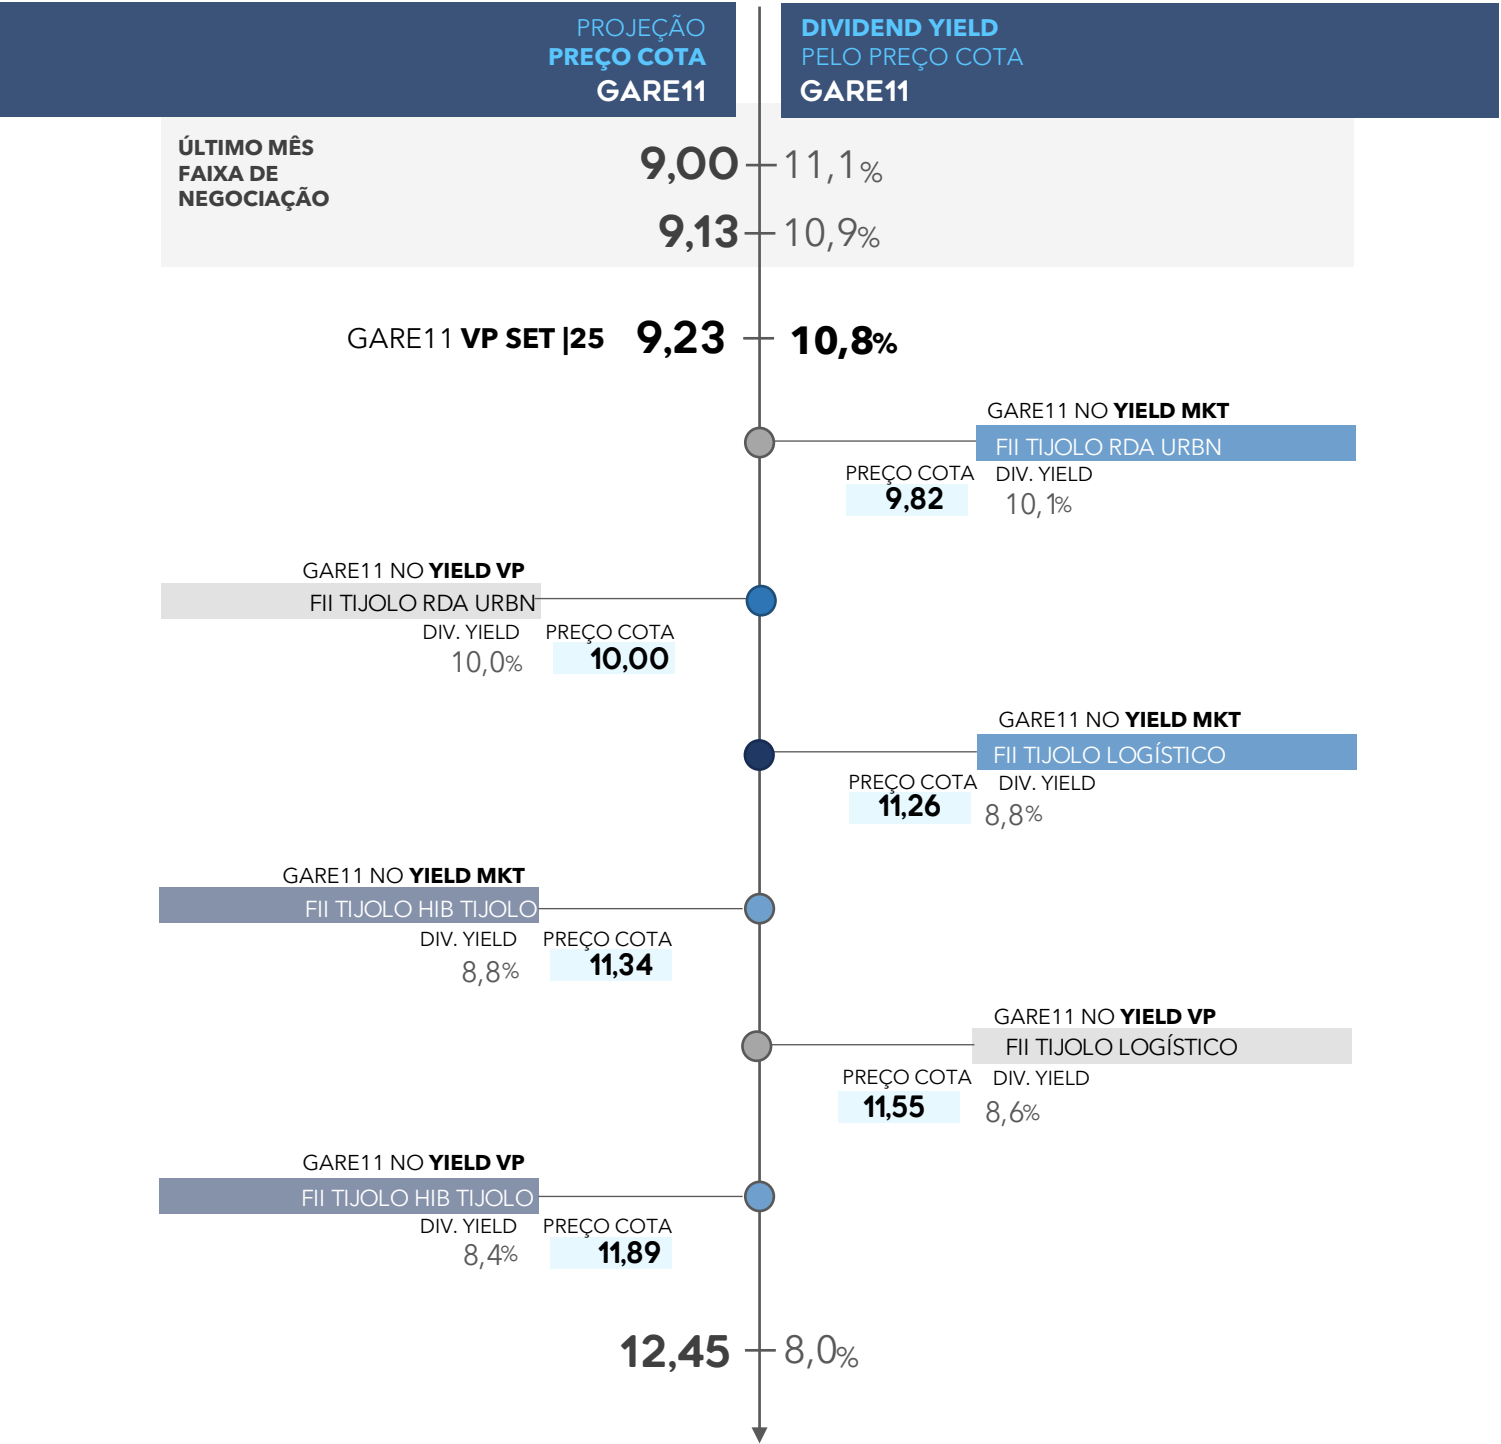 PROJEÇÃO
PREÇO COTA
GARE11
DIVIDEND YIELD
PELO PREÇO COTA
GARE11
ÚLTIMO MÊS
FAIXA DE
NEGOCIAÇÃO
9,00 11,1%
9,13 10,9%
GARE11 VP SET |25 9,23 10,8%
GARE11 NO YIELD MKT
FII TIJOLO RDA URBN
PREÇO COTA DIV. YIELD
9,82 10,1%
GARE11 NO YIELD VP
FII TIJOLO RDA URBN
DIV. YIELD PREÇO COTA
10,0% 10,00
GARE11 NO YIELD MKT
FII TIJOLO LOGÍSTICO
PREÇO COTA DIV. YIELD
11,26 8,8%
GARE11 NO YIELD MKT
FII TIJOLO HIB TIJOLO
DIV. YIELD PREÇO COTA
8,8% 11,34
GARE11 NO YIELD VP
FII TIJOLO LOGÍSTICO
PREÇO COTA DIV. YIELD
11,55 8,6%
GARE11 NO YIELD VP
FII TIJOLO HIB TIJOLO
DIV. YIELD PREÇO COTA
8,4% 11,89
12,45 8,0%